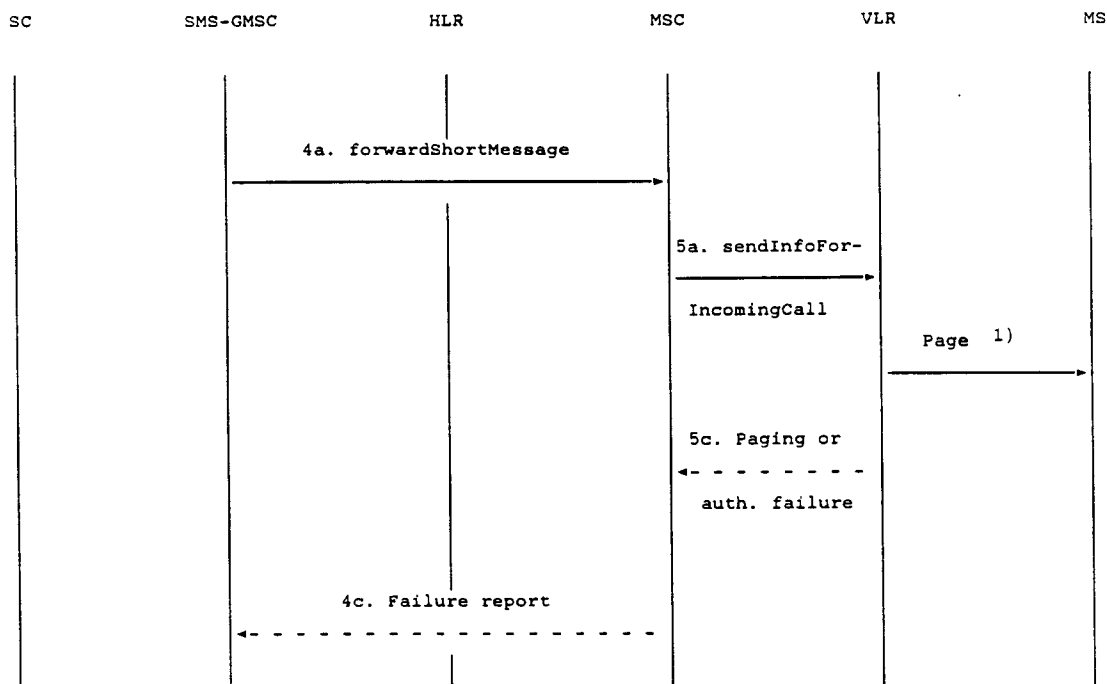 SC SMS-GMSC HLR MSC VLR MS
4a. forwardShortMessage
5a. sendInfoFor-
IncomingCall
Page 1)
5c. Paging or
auth. failure
4c. Failure report